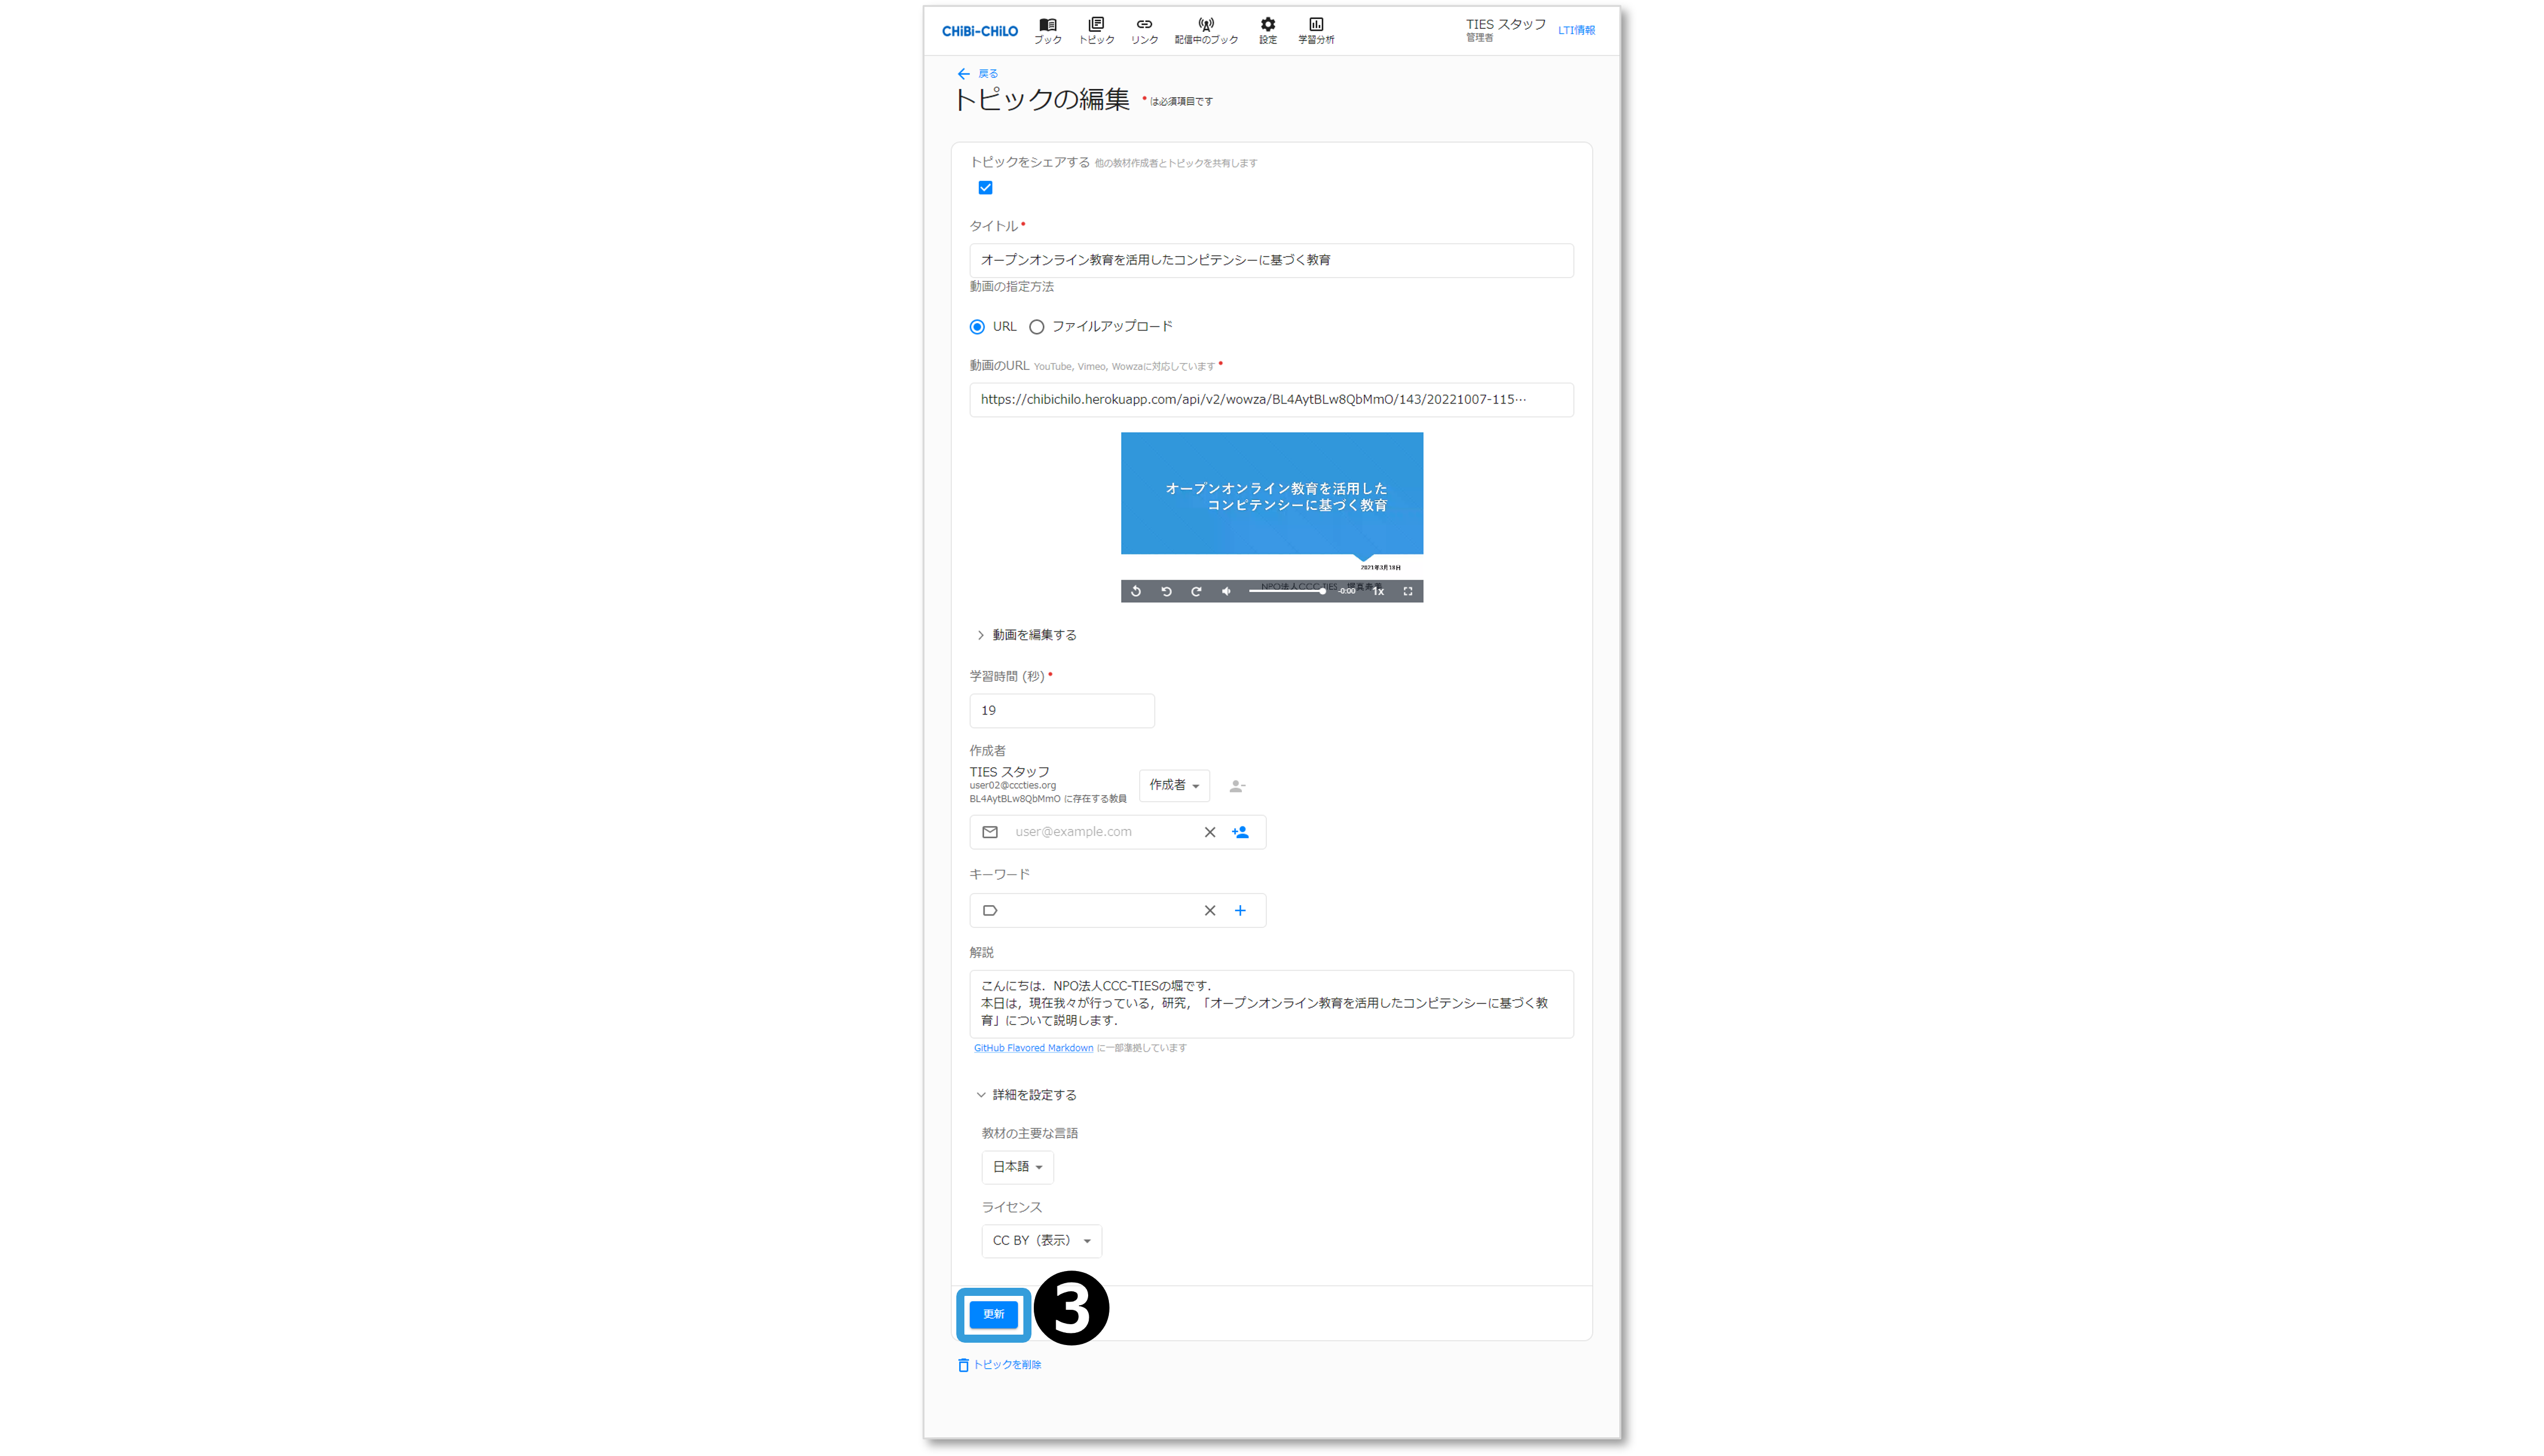 CHiBi-CHiLO
ブック
トピック
リンク
配信中のブック
設定
学習分析
TIES スタッフ
管理者
LTI情報
戻る
トピックの編集 * は必須項目です
トピックをシェアする 他の教材作成者とトピックを共有します
タイトル *
オープンオンライン教育を活用したコンピテンシーに基づく教育
動画の指定方法
URL ファイルアップロード
動画のURL YouTube, Vimeo, Wowzaに対応しています *
https://chibichilo.herokuapp.com/api/v2/wowza/BL4AytBLw8QbMmO/143/20221007-115…
オープンオンライン教育を活用した
コンピテンシーに基づく教育
2021年3月18日
NPO法人CCC-TIES
-0:00 1x
動画を編集する
学習時間 (秒) *
19
作成者
TIES スタッフ
user02@cccties.org
BL4AytBLw8QbMmO に存在する教員
作成者
user@example.com
キーワード
解説
こんにちは．NPO法人CCC-TIESの堀です．
本日は，現在我々が行っている，研究，「オープンオンライン教育を活用したコンピテンシーに基づく教
育」について説明します．
GitHub Flavored Markdown に一部準拠しています
詳細を設定する
教材の主要な言語
日本語
ライセンス
CC BY（表示）
更新
3
トピックを削除